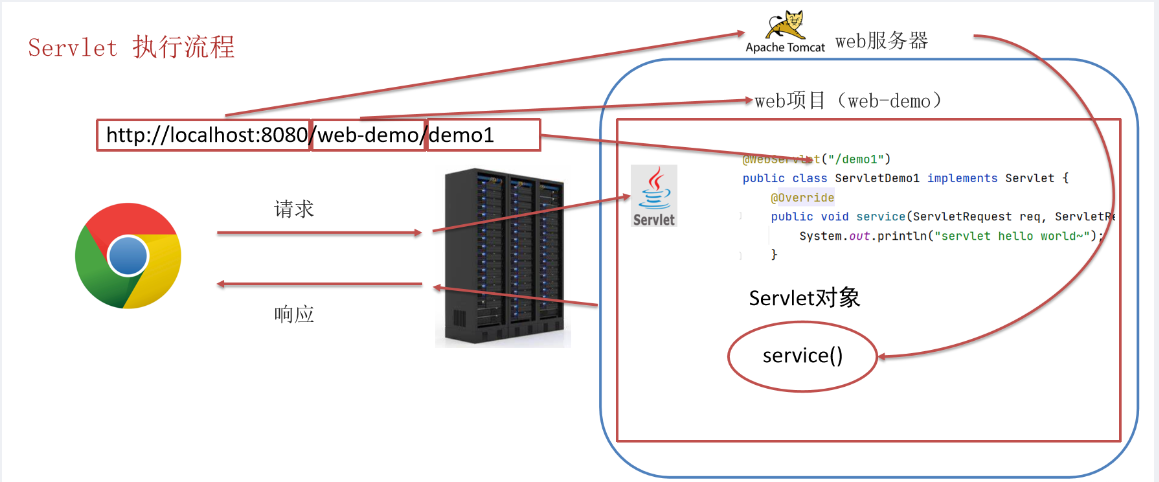 Servlet 执行流程
Apache Tomcat
web服务器
web项目（web-demo）
http://localhost:8080/web-demo/demo1
@WebServlet("/demo1")
public class ServletDemo1 implements Servlet {
@Override
public void service(ServletRequest req, ServletRe
System.out.println("servlet hello world~");
}
Servlet
请求
响应
Servlet对象
service()